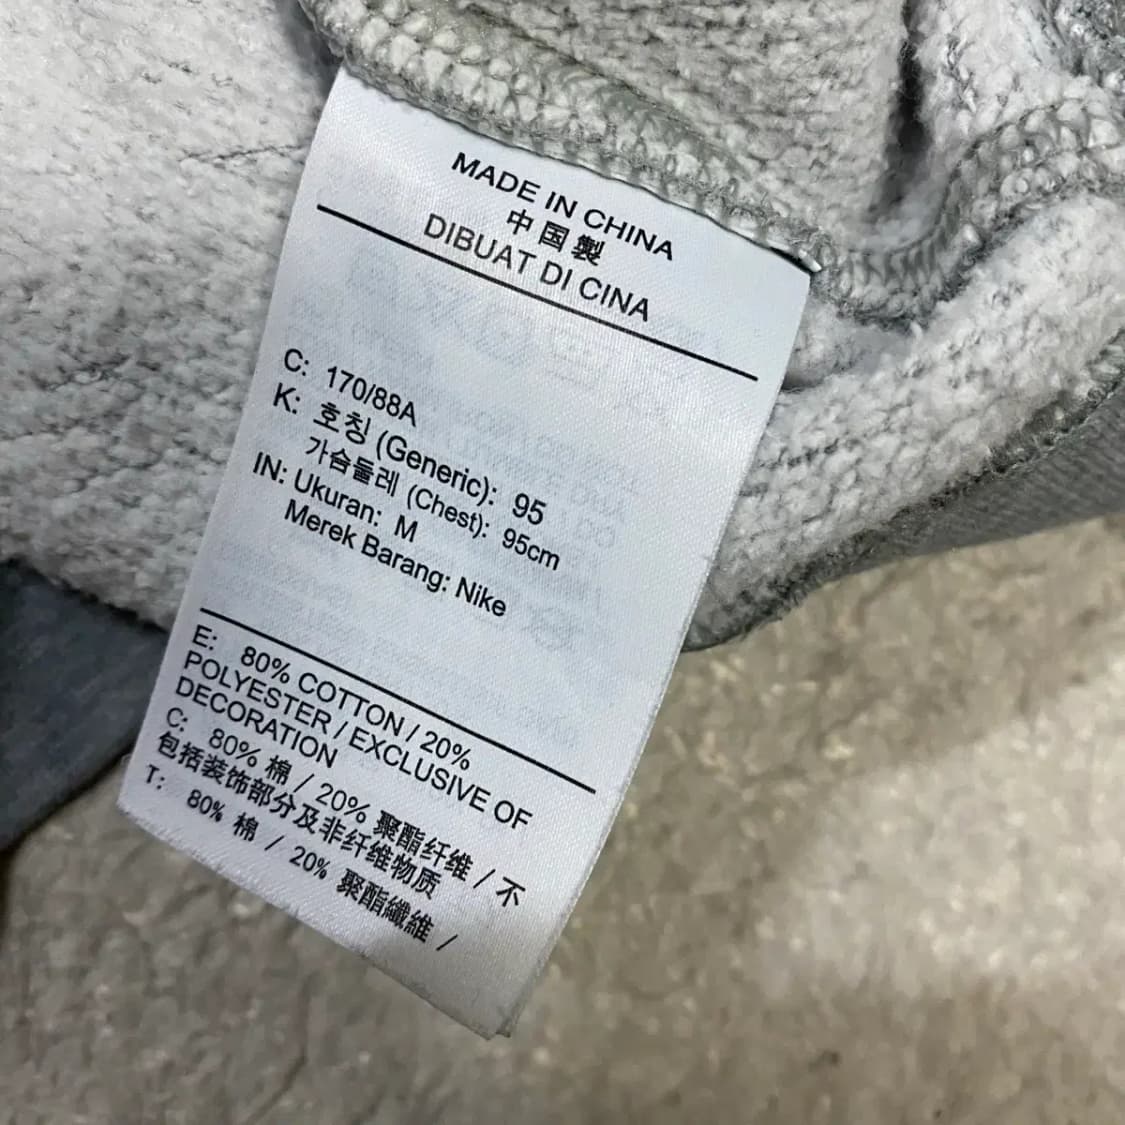 MADE IN CHINA
中国製
DIBUAT DI CINA
C: 170/88A
K: 호칭 (Generic): 95
가슴둘레 (Chest): 95cm
IN: Ukuran: M
Merek Barang: Nike
E: 80% COTTON / 20%
POLYESTER / EXCLUSIVE OF
DECORATION
C: 80% 棉 / 20% 聚酯纤维 / 不
包括装饰部分及非纤维物质
T: 80% 棉 / 20% 聚酯纖維 /